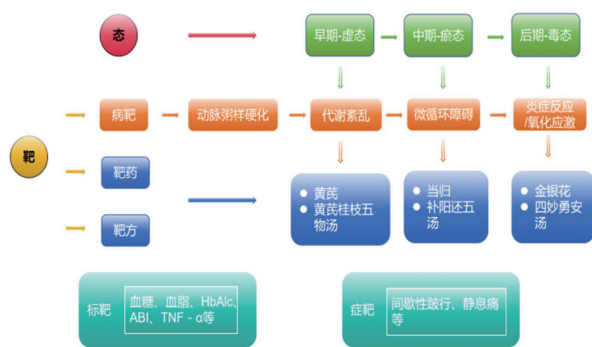 态
早期-虚态
中期-瘀态
后期-毒态
靶
病靶
动脉粥样硬化
代谢紊乱
微循环障碍
炎症反应
/氧化应激
靶药
靶方
黄芪
黄芪桂枝五
物汤
当归
补阳还五
汤
金银花
四妙勇安
汤
标靶
血糖、血脂、HbAlc、
ABI、TNF - α等
症靶
间歇性跛行、静息痛
等